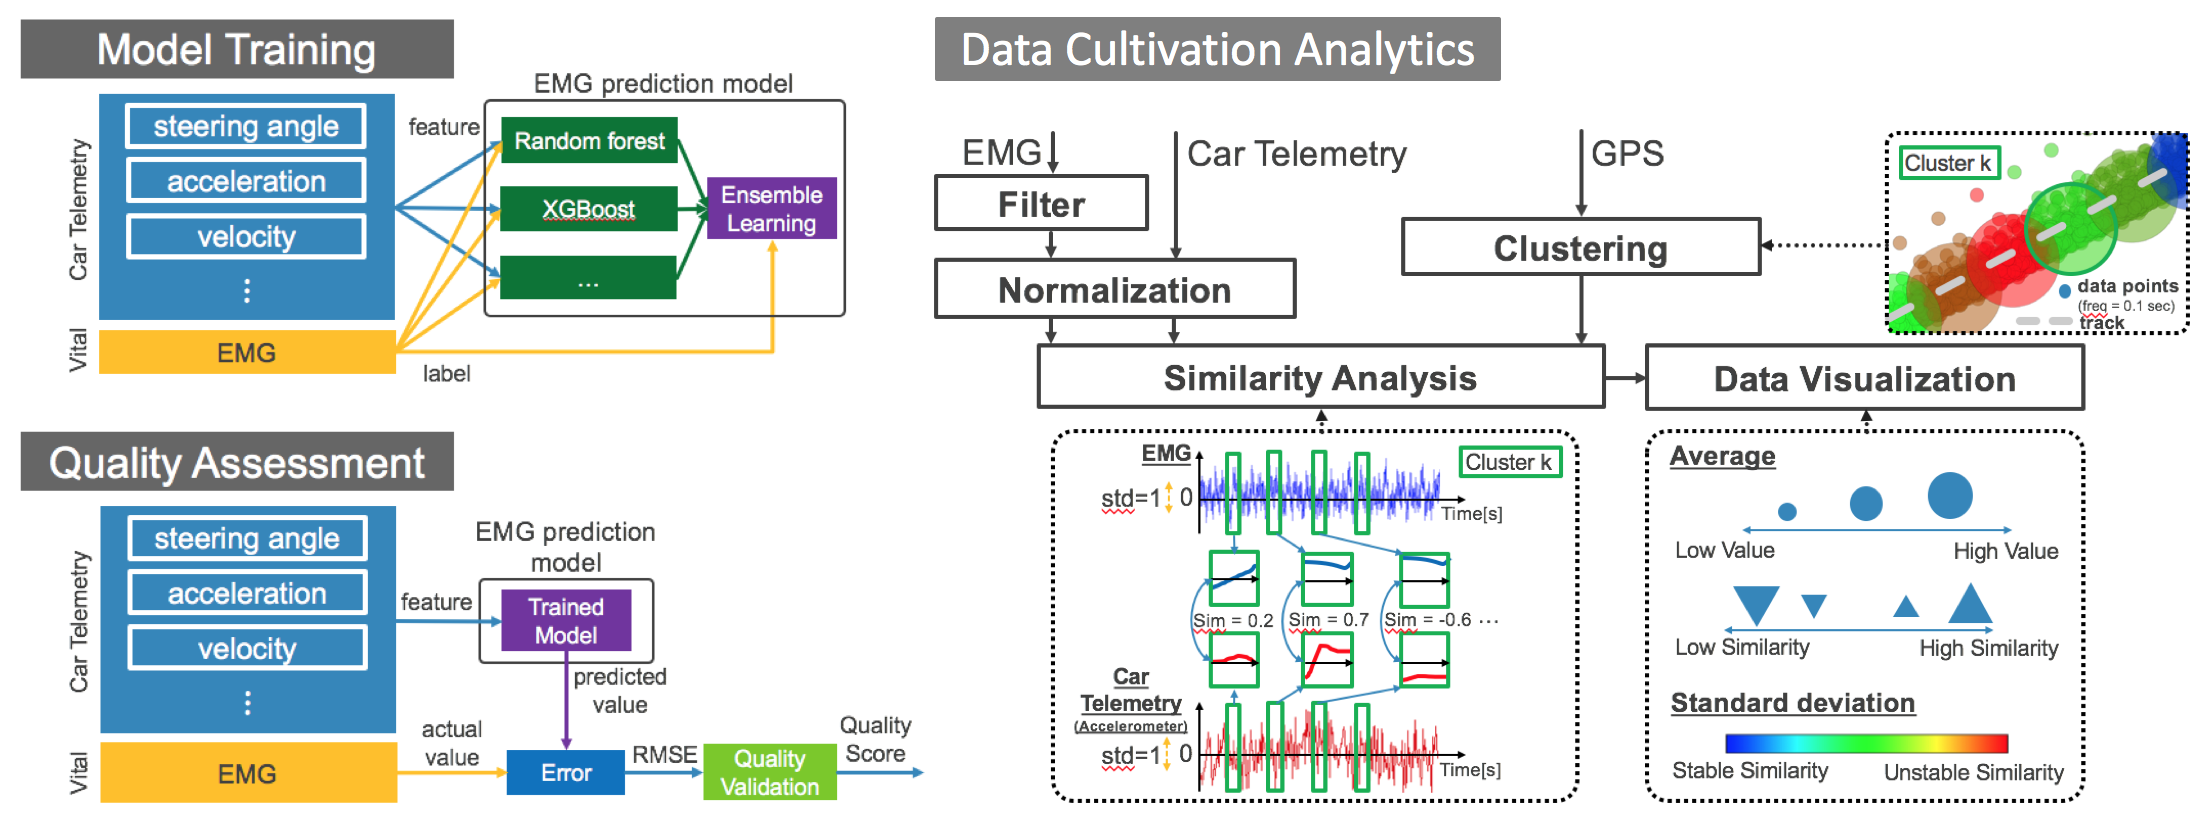 Model Training
EMG prediction model
Car Telemetry
steering angle
acceleration
velocity
⋮
feature
Random forest
XGBoost
...
Ensemble
Learning
Vital
EMG
label
Quality Assessment
Car Telemetry
steering angle
acceleration
velocity
⋮
EMG prediction
model
feature
Trained
Model
predicted
value
Vital
EMG
actual
value
Error
RMSE
Quality
Validation
Quality
Score
Data Cultivation Analytics
EMG
Car Telemetry
GPS
Filter
Normalization
Clustering
Cluster k
data points
(freq = 0.1 sec)
track
Similarity Analysis
Data Visualization
EMG
Cluster k
std=1
0
Time[s]
Sim = 0.2
Sim = 0.7
Sim = -0.6 ...
Car
Telemetry
(Accelerometer)
std=1
0
Time[s]
Average
Low Value
High Value
Low Similarity
High Similarity
Standard deviation
Stable Similarity
Unstable Similarity